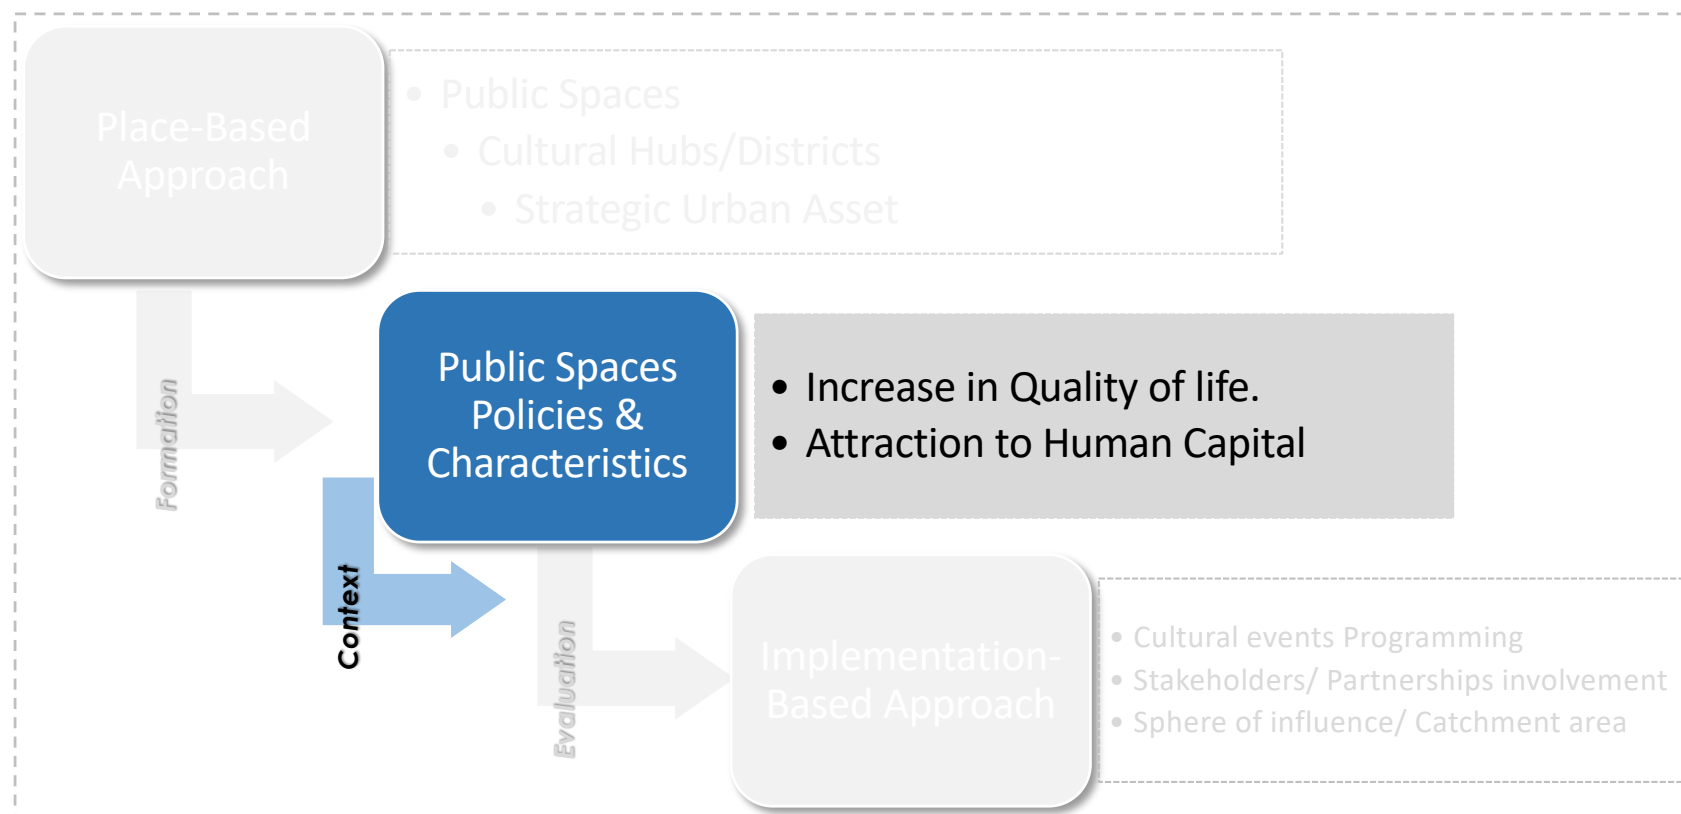 Place-Based
Approach
• Public Spaces
• Cultural Hubs/Districts
• Strategic Urban Asset
Formation
Public Spaces
Policies &
Characteristics
• Increase in Quality of life.
• Attraction to Human Capital
Context
Evaluation
Implementation-
Based Approach
• Cultural events Programming
• Stakeholders/ Partnerships involvement
• Sphere of influence/ Catchment area